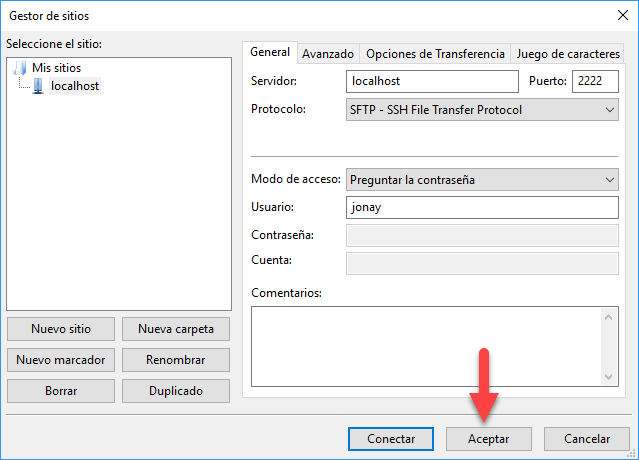 Gestor de sitios
Seleccione el sitio:
Mis sitios
localhost
Nuevo sitio
Nueva carpeta
Nuevo marcador
Renombrar
Borrar
Duplicado
General
Avanzado
Opciones de Transferencia
Juego de caracteres
Servidor:
localhost
Puerto:
2222
Protocolo:
SFTP - SSH File Transfer Protocol
Modo de acceso:
Preguntar la contraseña
Usuario:
jonay
Contraseña:
Cuenta:
Comentarios:
Conectar
Aceptar
Cancelar